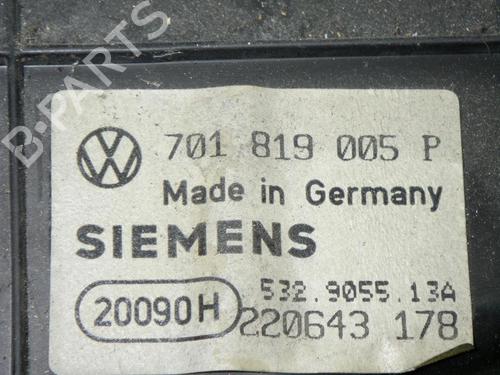 B-PARTS
701 819 005 P
Made in Germany
SIEMENS
532.9055.13A
20090H
220643 178